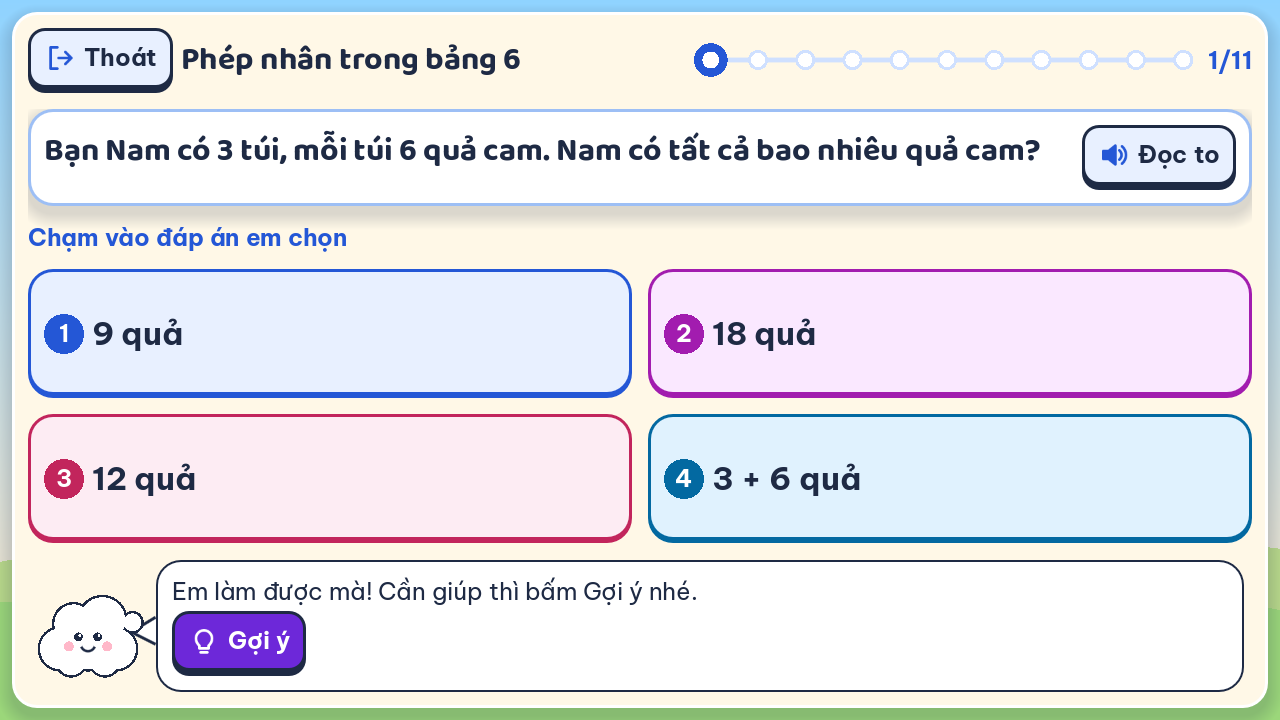 Thoát
Phép nhân trong bảng 6
1/11
Bạn Nam có 3 túi, mỗi túi 6 quả cam. Nam có tất cả bao nhiêu quả cam?
Đọc to
Chạm vào đáp án em chọn
1 9 quả
2 18 quả
3 12 quả
4 3 + 6 quả
Em làm được mà! Cần giúp thì bấm Gợi ý nhé.
Gợi ý